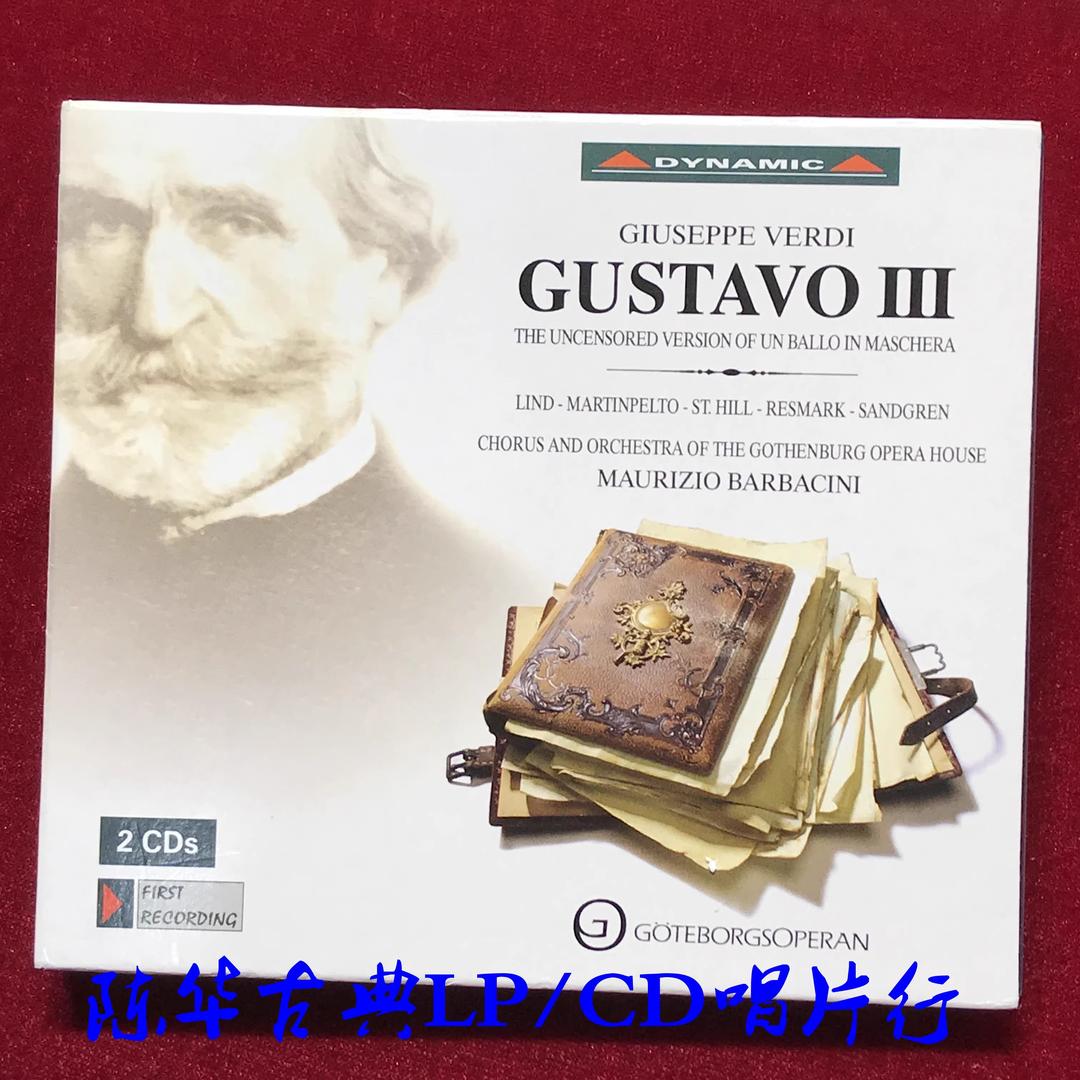 DYNAMIC
GIUSEPPE VERDI
GUSTAVO III
THE UNCENSORED VERSION OF UN BALLO IN MASCHERA
LIND - MARTINPELTO - ST. HILL - RESMARK - SANDGREN
CHORUS AND ORCHESTRA OF THE GOTHENBURG OPERA HOUSE
MAURIZIO BARBACINI
2 CDs
FIRST
RECORDING
GÖTEBORGSOPERAN
陈华古典LP/CD唱片行